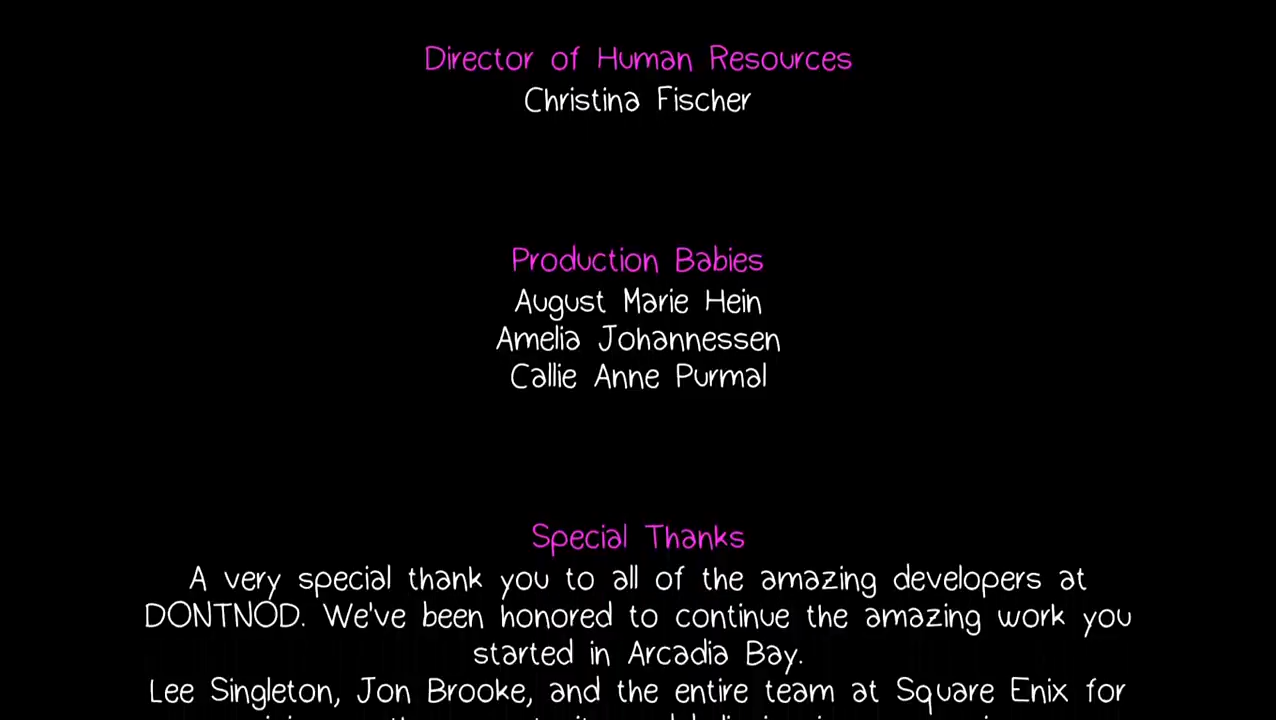 Director of Human Resources
Christina Fischer
Production Babies
August Marie Hein
Amelia Johannessen
Callie Anne Purmal
Special Thanks
A very special thank you to all of the amazing developers at
DONTNOD. We've been honored to continue the amazing work you
started in Arcadia Bay.
Lee Singleton, Jon Brooke, and the entire team at Square Enix for